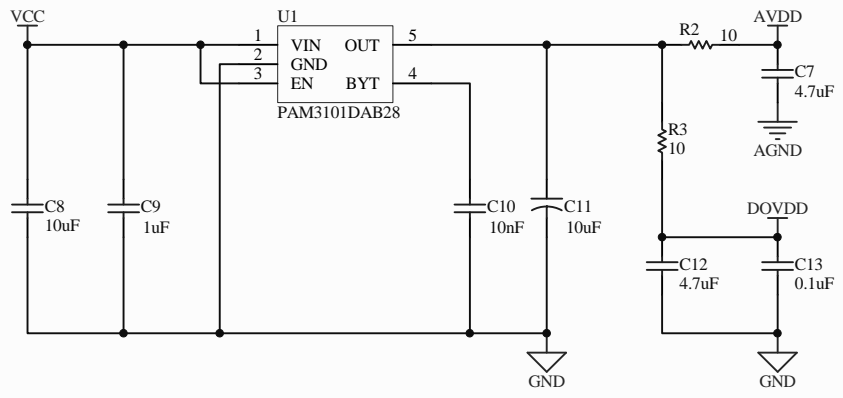 VCC
U1
AVDD
1 VIN OUT 5
2 GND
3 EN BYT 4
PAM3101DAB28
R2 10
C7
4.7uF
AGND
R3
10
C8
10uF
C9
1uF
C10
10nF
C11
10uF
DOVDD
C12
4.7uF
C13
0.1uF
GND
GND